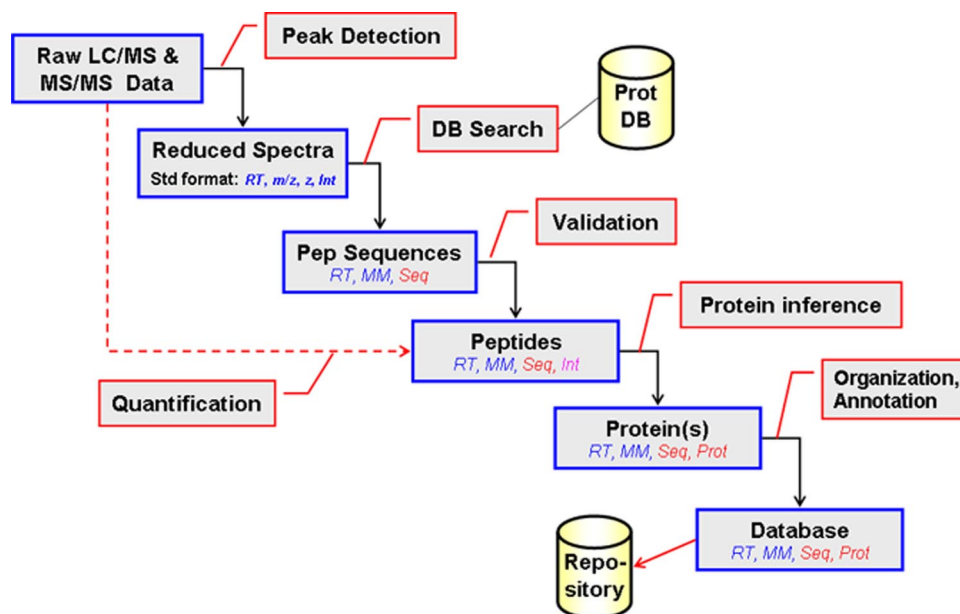 Raw LC/MS &
MS/MS Data
Peak Detection
Prot
DB
DB Search
Reduced Spectra
Std format: RT, m/z, z, Int
Validation
Pep Sequences
RT, MM, Seq
Protein inference
Peptides
RT, MM, Seq, Int
Quantification
Organization,
Annotation
Protein(s)
RT, MM, Seq, Prot
Database
RT, MM, Seq, Prot
Repo-
sitory